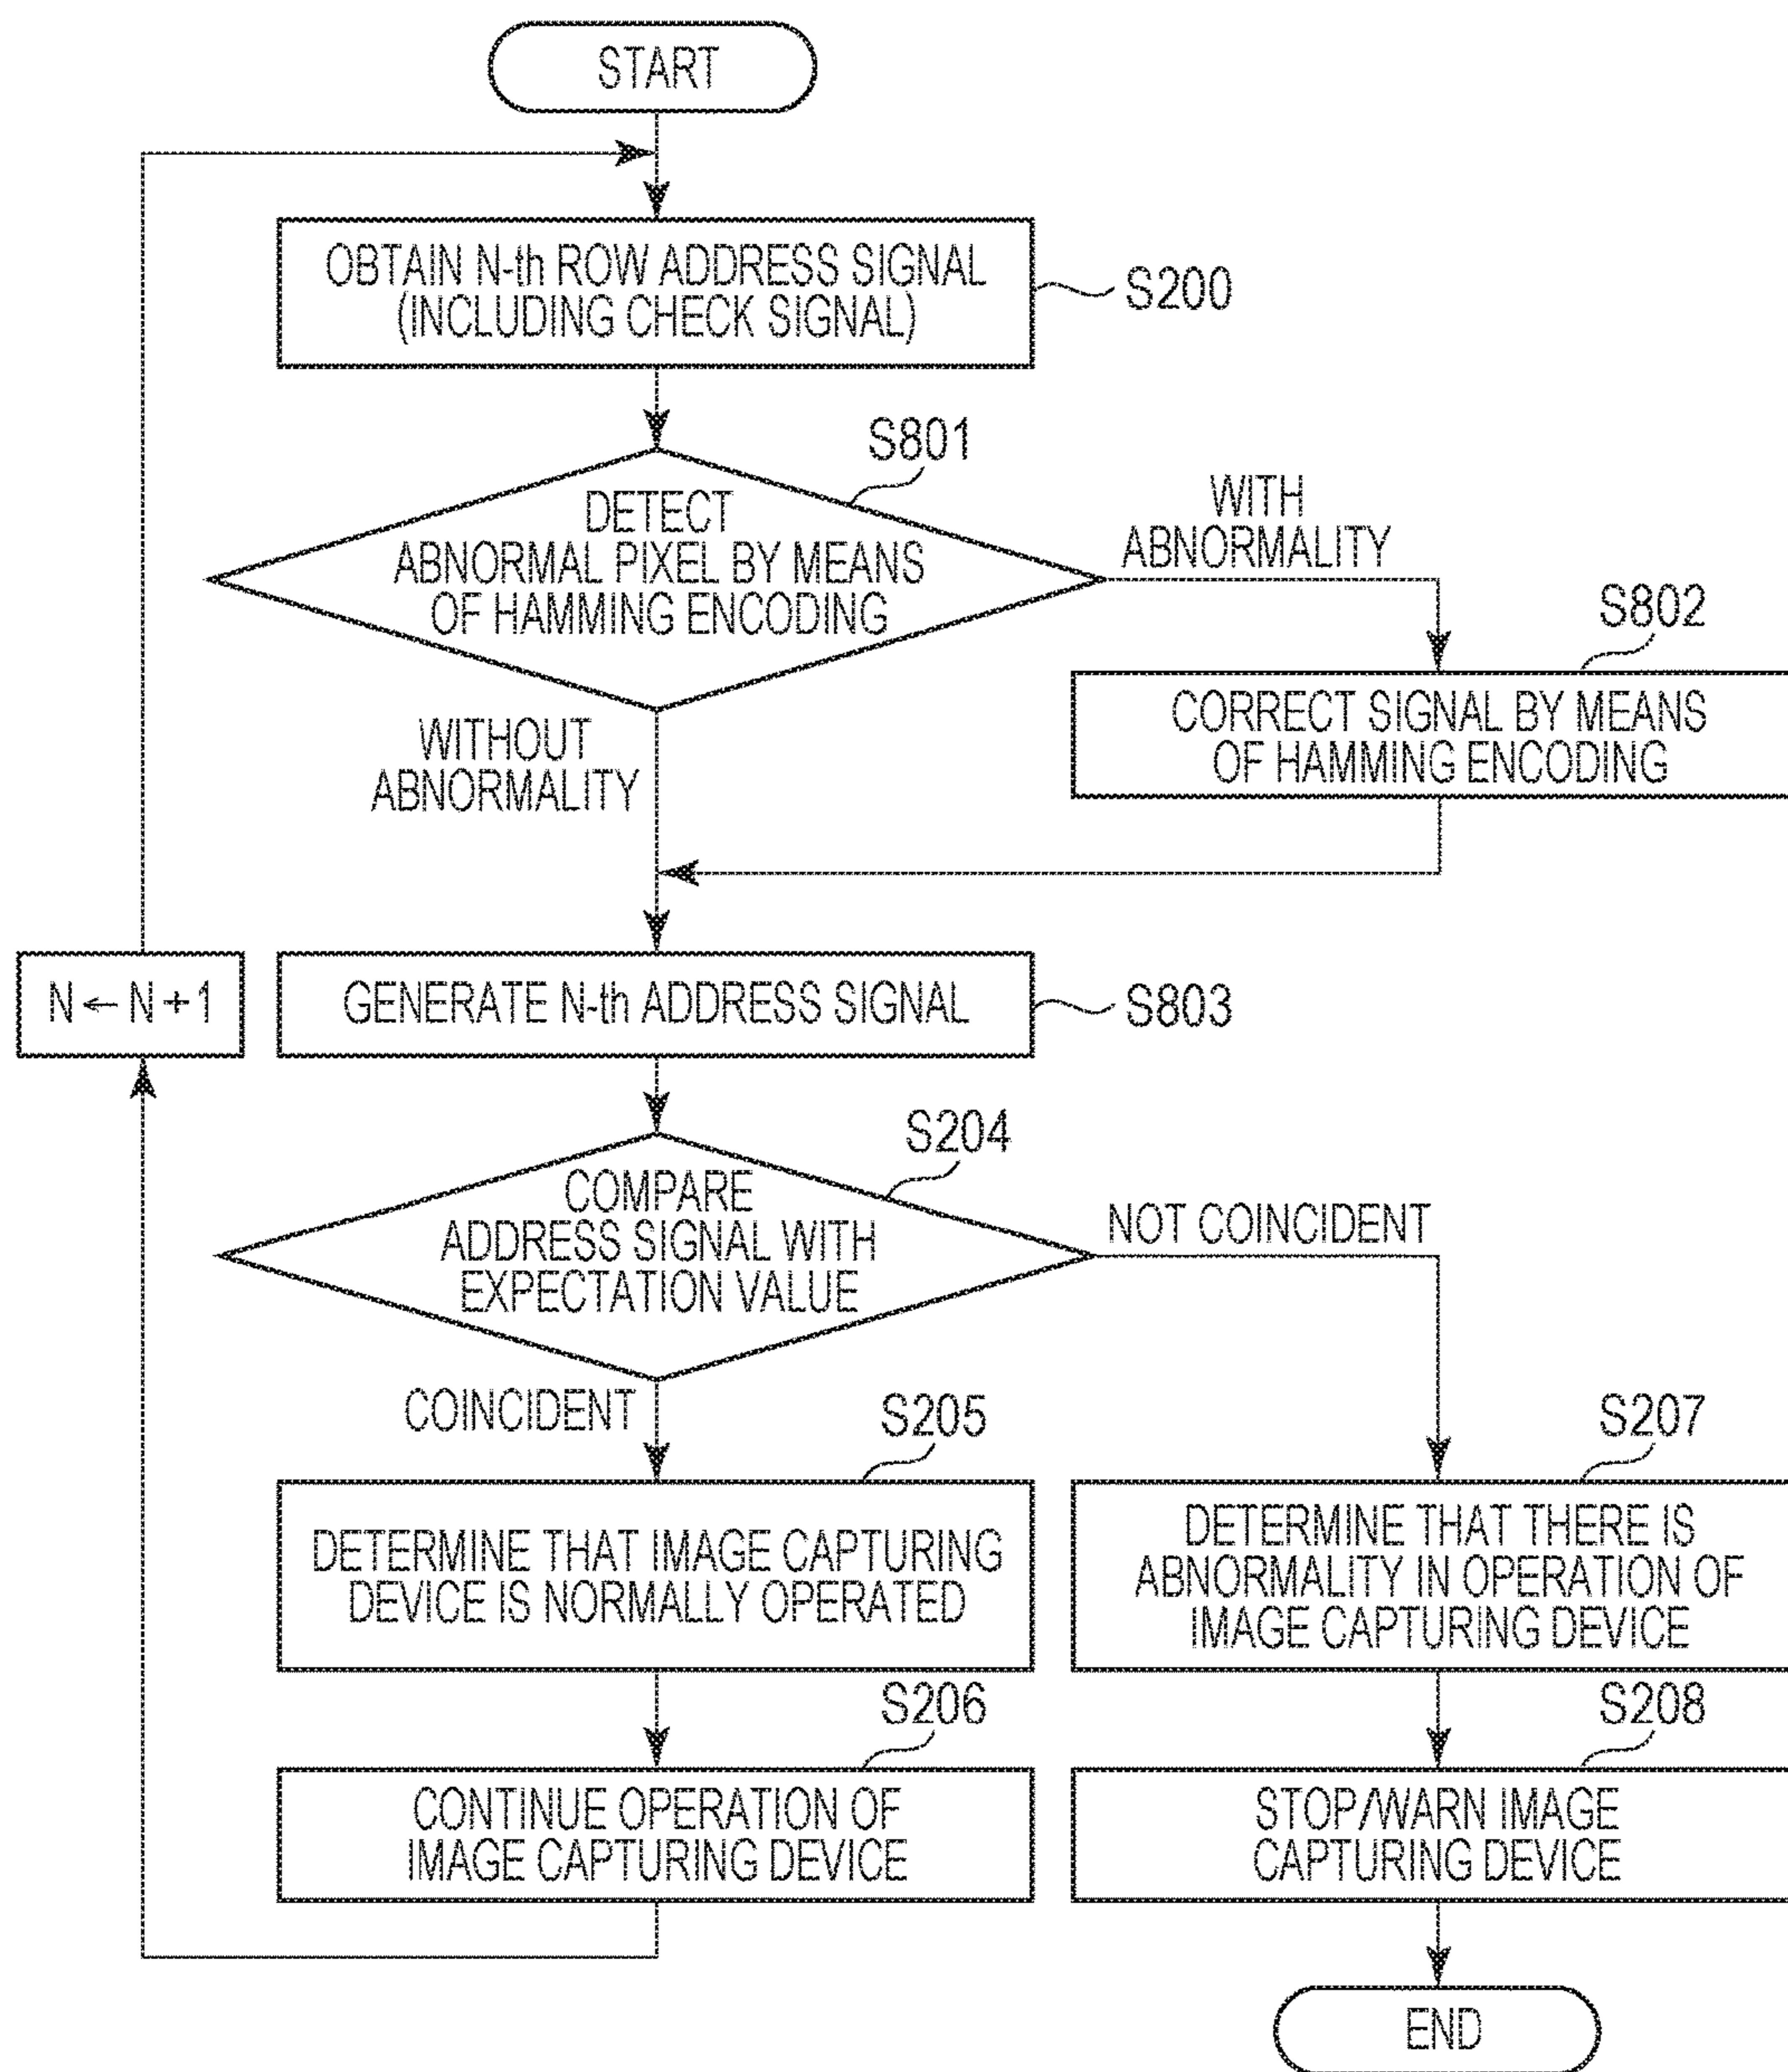 START
OBTAIN N-th ROW ADDRESS SIGNAL
(INCLUDING CHECK SIGNAL)
S200
S801
DETECT
ABNORMAL PIXEL BY MEANS
OF HAMMING ENCODING
WITH
ABNORMALITY
S802
CORRECT SIGNAL BY MEANS
OF HAMMING ENCODING
WITHOUT
ABNORMALITY
N ← N + 1
GENERATE N-th ADDRESS SIGNAL
S803
S204
COMPARE
ADDRESS SIGNAL WITH
EXPECTATION VALUE
NOT COINCIDENT
COINCIDENT
S205
DETERMINE THAT IMAGE CAPTURING
DEVICE IS NORMALLY OPERATED
S207
DETERMINE THAT THERE IS
ABNORMALITY IN OPERATION OF
IMAGE CAPTURING DEVICE
S206
CONTINUE OPERATION OF
IMAGE CAPTURING DEVICE
S208
STOP/WARN IMAGE
CAPTURING DEVICE
END